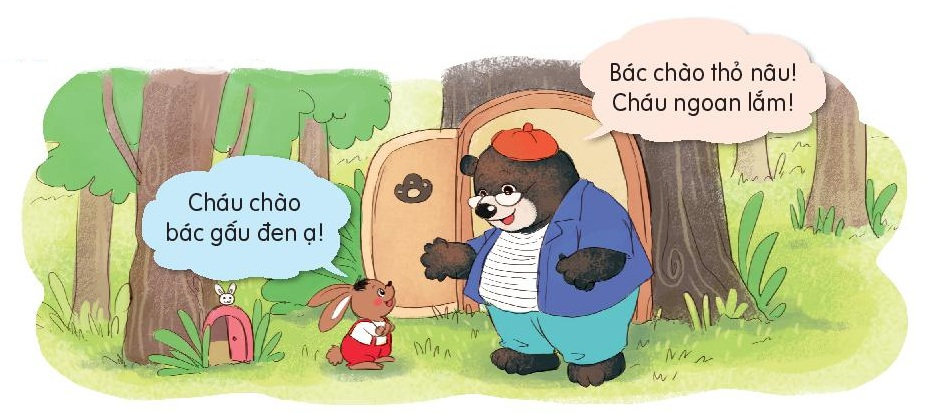 Cháu chào
bác gấu đen ạ!
Bác chào thỏ nâu!
Cháu ngoan lắm!